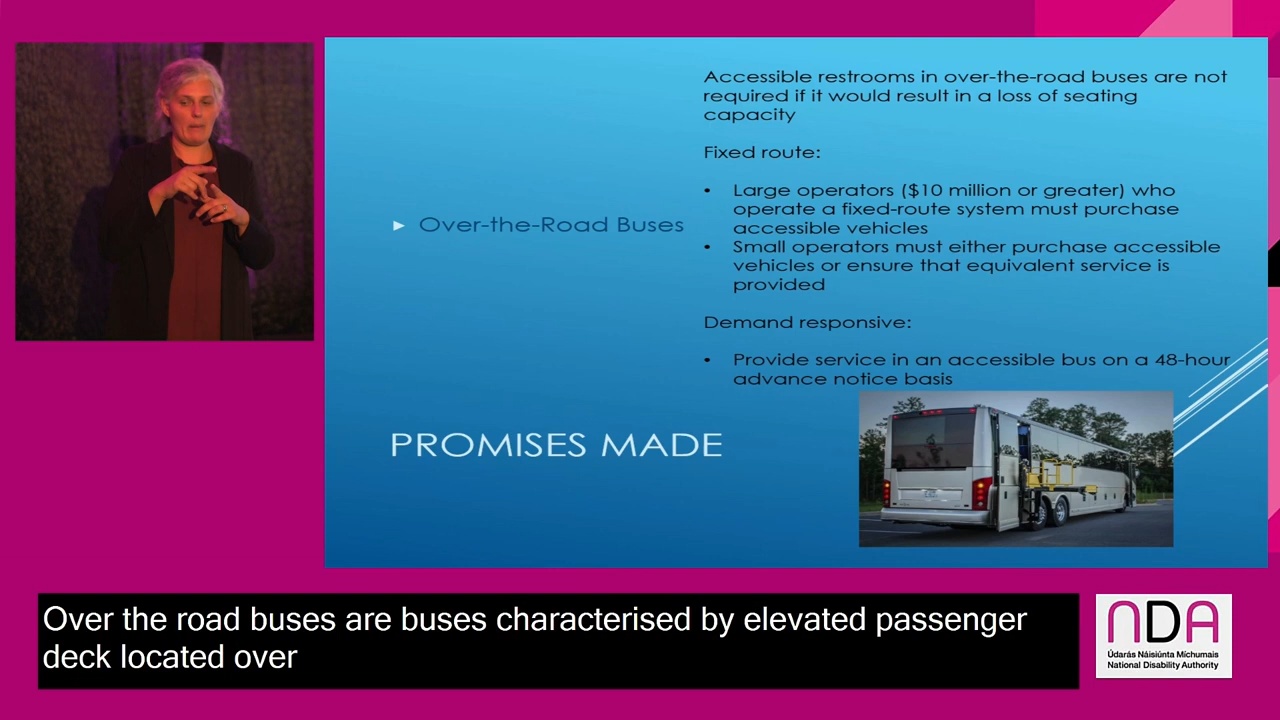 Accessible restrooms in over-the-road buses are not
required if it would result in a loss of seating
capacity
Fixed route:
• Large operators ($10 million or greater) who
operate a fixed-route system must purchase
accessible vehicles
• Small operators must either purchase accessible
vehicles or ensure that equivalent service is
provided
Demand responsive:
• Provide service in an accessible bus on a 48-hour
advance notice basis
Over-the-Road Buses
PROMISES MADE
Over the road buses are buses characterised by elevated passenger
deck located over
NDA
Údarás Náisiúnta Míchumais
National Disability Authority